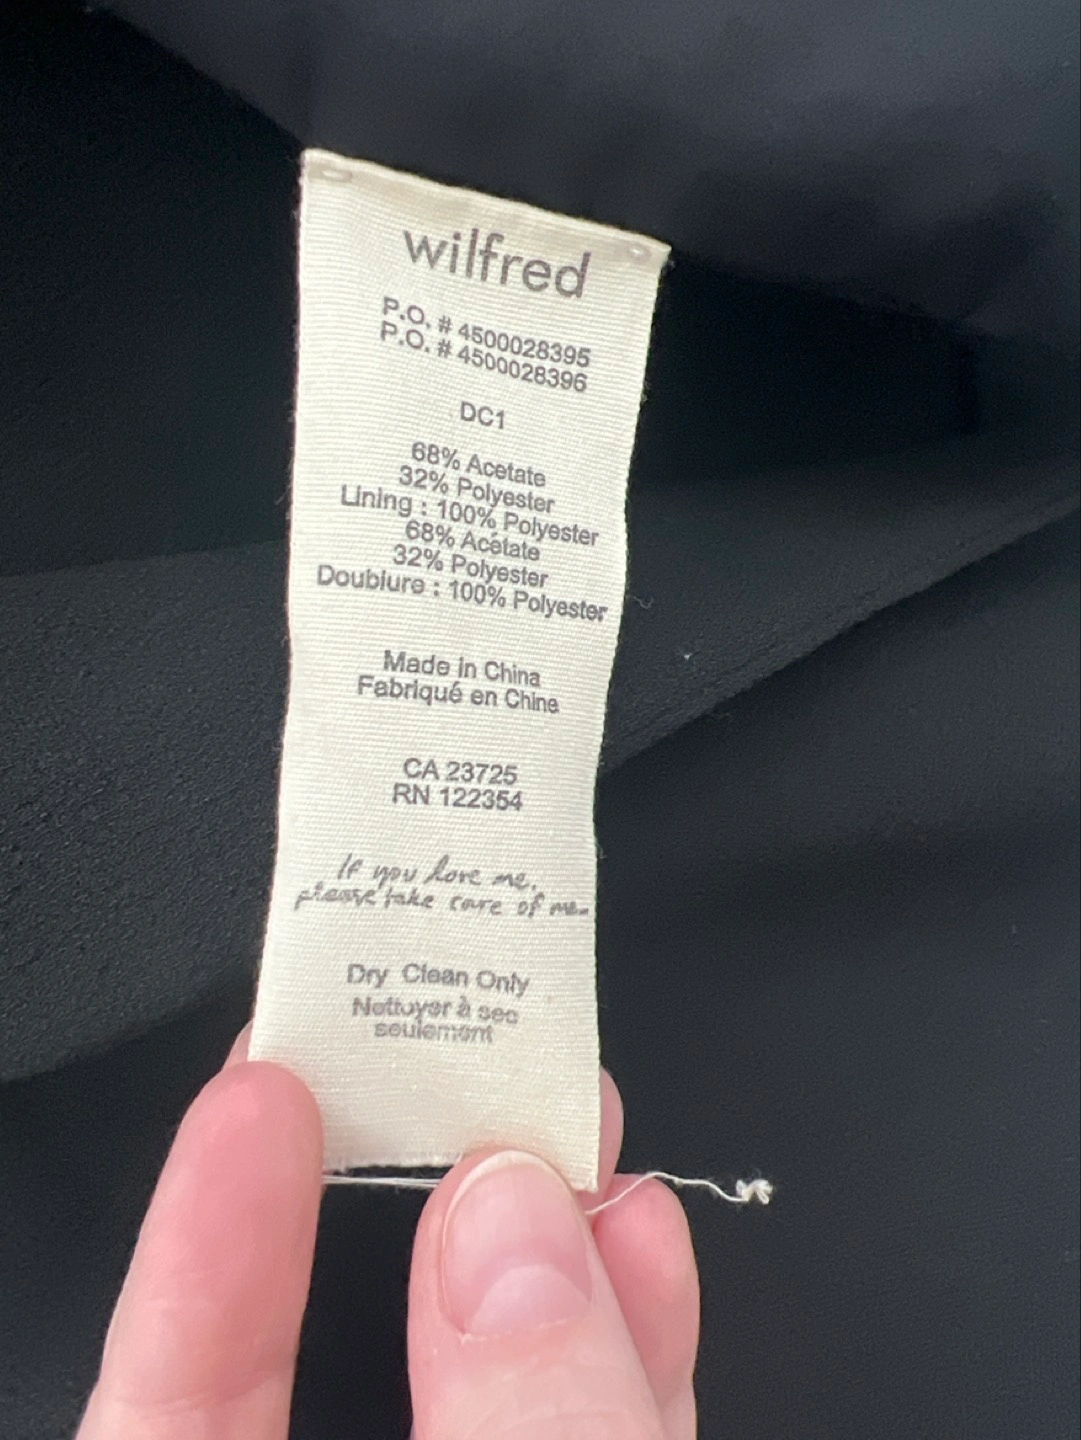 wilfred
P.O. # 4500028395
P.O. # 4500028396
DC1
68% Acetate
32% Polyester
Lining : 100% Polyester
68% Acétate
32% Polyester
Doublure : 100% Polyester
Made in China
Fabriqué en Chine
CA 23725
RN 122354
If you love me,
please take care of me.
Dry Clean Only
Nettoyer à sec
seulement